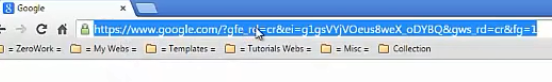 Google
https://www.google.com/?gfe_rd=cr&ei=g1gsVYjVOeus8weX_oDYBQ&gws_rd=cr&fg=1
= ZeroWork = = My Webs = = Templates = = Tutorials Webs = = Misc = Collection